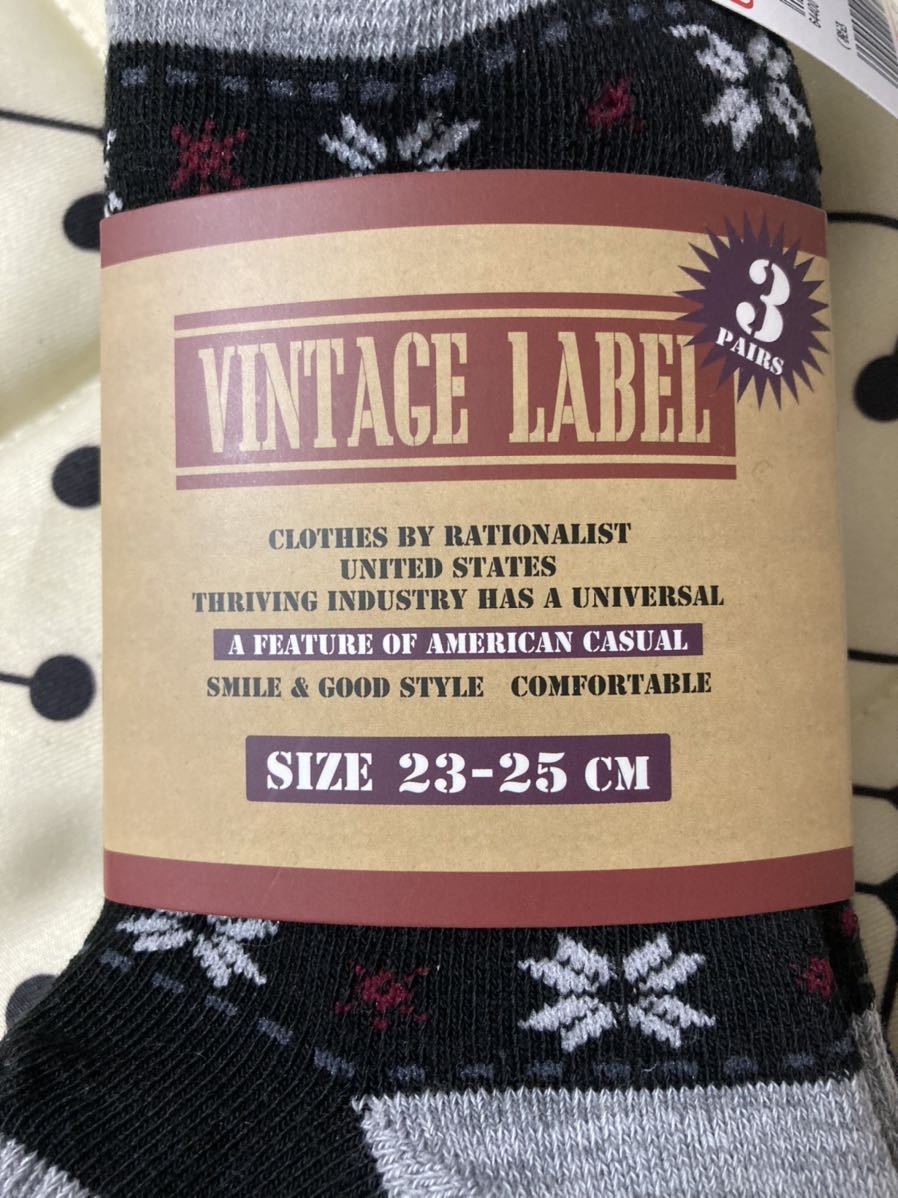 3
PAIRS
VINTAGE LABEL
CLOTHES BY RATIONALIST
UNITED STATES
THRIVING INDUSTRY HAS A UNIVERSAL
A FEATURE OF AMERICAN CASUAL
SMILE & GOOD STYLE COMFORTABLE
SIZE 23-25 CM